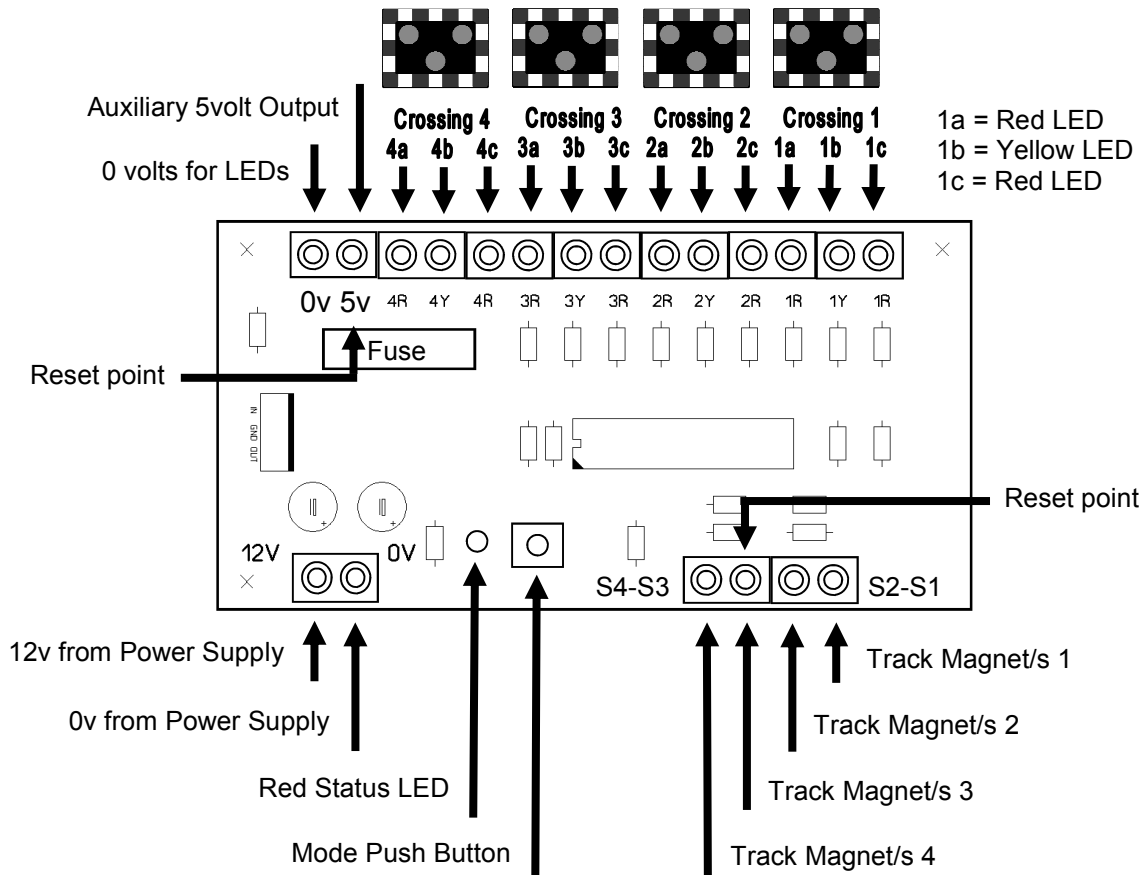 Auxiliary 5volt Output
0 volts for LEDs
Crossing 4 Crossing 3 Crossing 2 Crossing 1
4a 4b 4c 3a 3b 3c 2a 2b 2c 1a 1b 1c
1a = Red LED
1b = Yellow LED
1c = Red LED
0v 5v 4R 4Y 4R 3R 3Y 3R 2R 2Y 2R 1R 1Y 1R
Fuse
Reset point
IN GND OUT
Reset point
12V 0V
S4-S3 S2-S1
12v from Power Supply
0v from Power Supply
Red Status LED
Mode Push Button
Track Magnet/s 1
Track Magnet/s 2
Track Magnet/s 3
Track Magnet/s 4